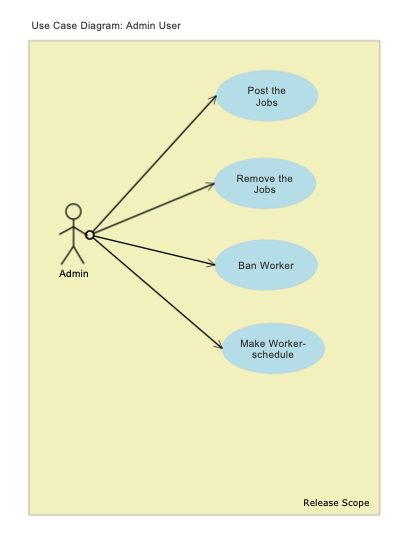 Use Case Diagram: Admin User
Post the
Jobs
Remove the
Jobs
Ban Worker
Admin
Make Worker-
schedule
Release Scope